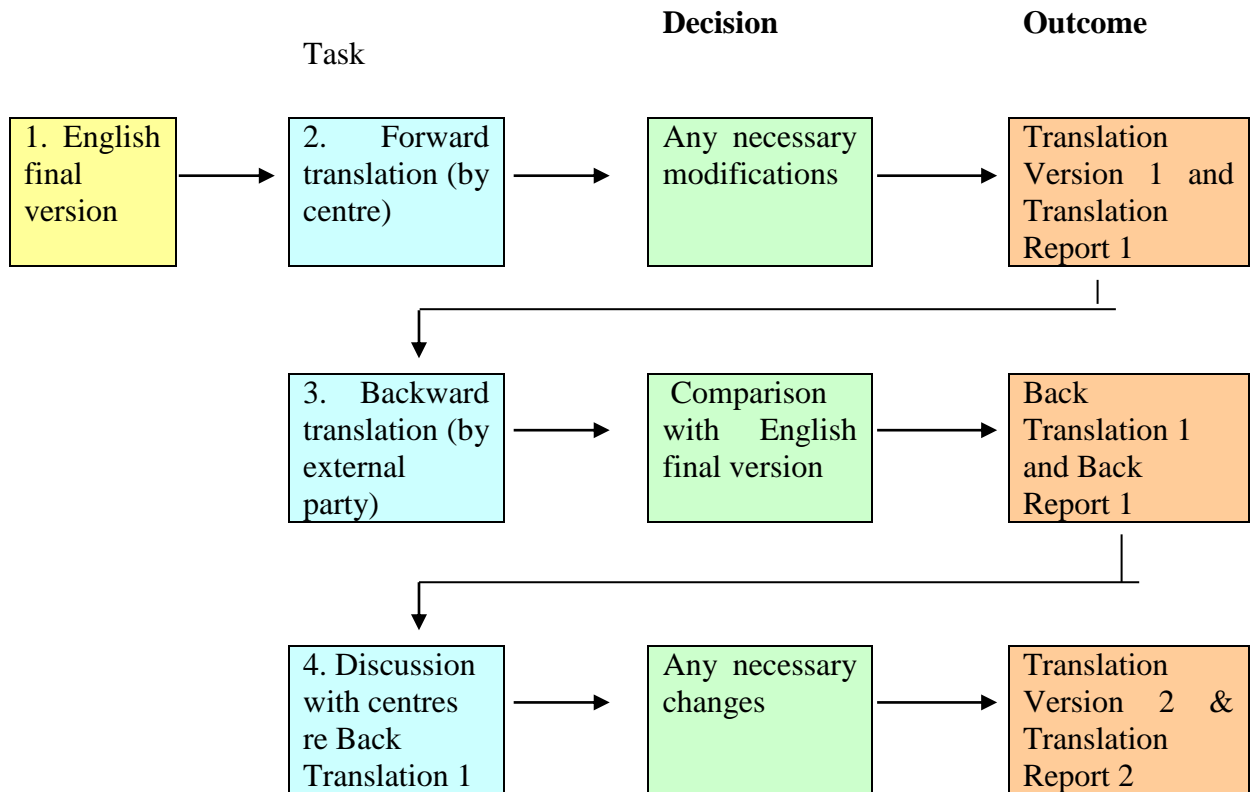 Decision
Outcome
Task
1. English
final
version
2. Forward
translation (by
centre)
Any necessary
modifications
Translation
Version 1 and
Translation
Report 1
3. Backward
translation (by
external
party)
Comparison
with English
final version
Back
Translation 1
and Back
Report 1
4. Discussion
with centres
re Back
Translation 1
Any necessary
changes
Translation
Version 2 &
Translation
Report 2